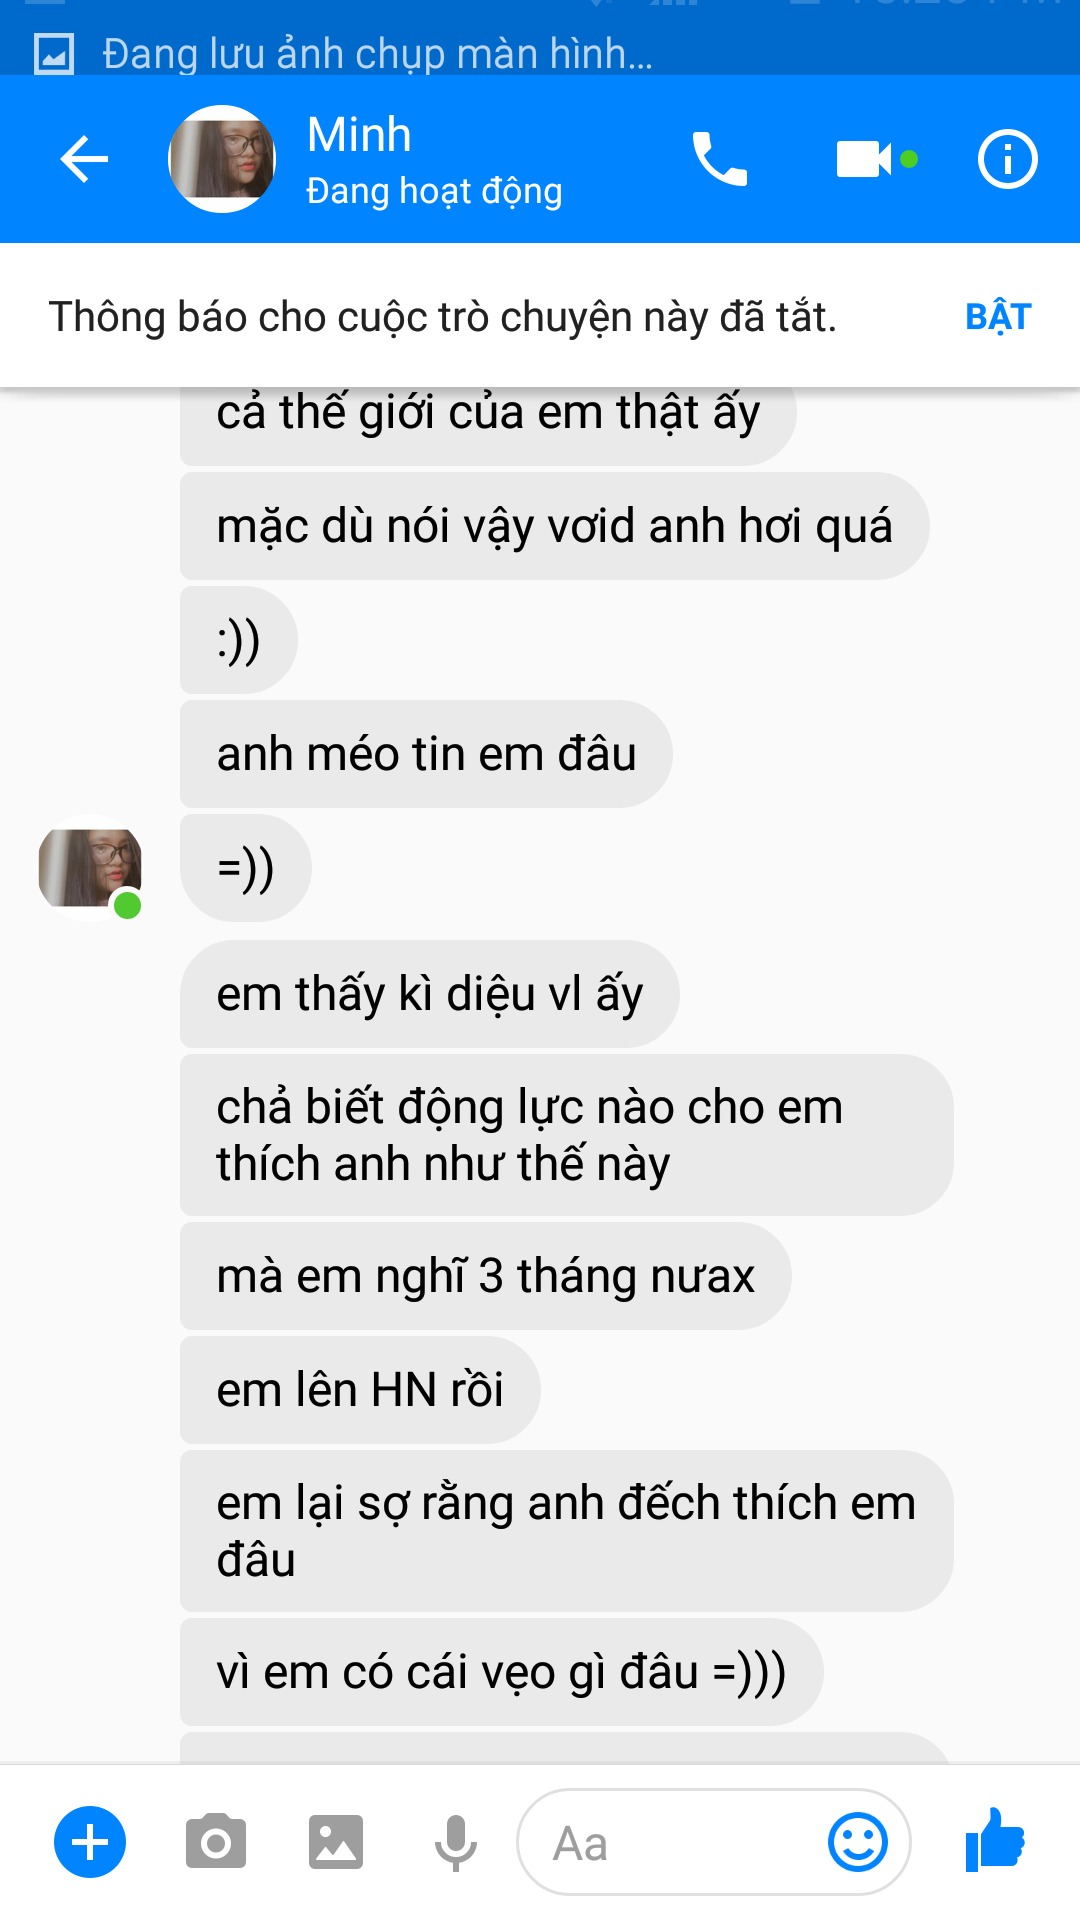 Đang lưu ảnh chụp màn hình...
Minh
Đang hoạt động
Thông báo cho cuộc trò chuyện này đã tắt.
BẬT
cả thế giới của em thật ấy
mặc dù nói vậy vơid anh hơi quá
:))
anh méo tin em đâu
=))
em thấy kì diệu vl ấy
chả biết động lực nào cho em
thích anh như thế này
mà em nghĩ 3 tháng nưax
em lên HN rồi
em lại sợ rằng anh đếch thích em
đâu
vì em có cái vẹo gì đâu =)))
Aa